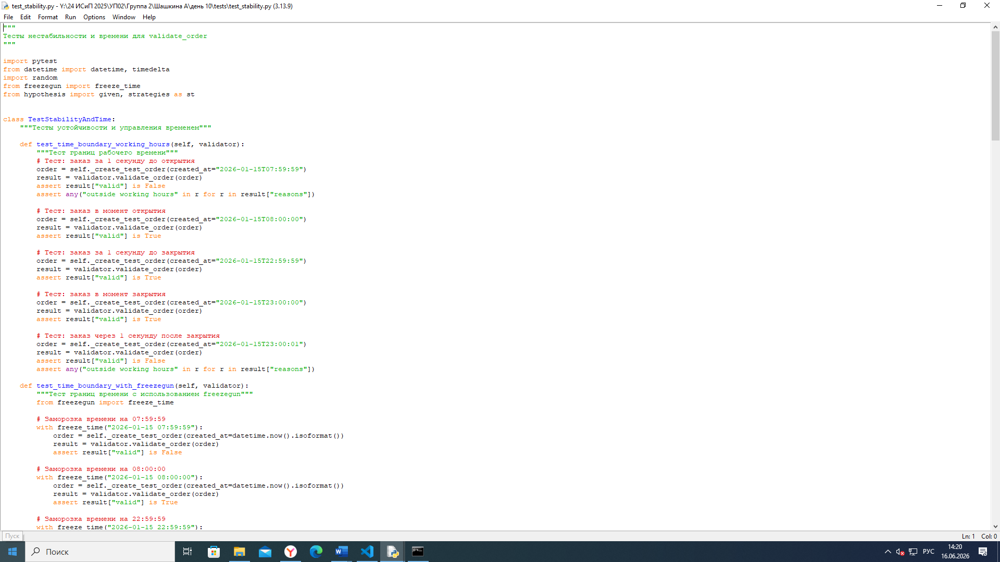 test_stability.py - Y:\24 ИСиП 2025\УП02\Группа 2\Шашкина А\день 10\tests\test_stability.py (3.13.9)
File Edit Format Run Options Window Help
"""
Тесты нестабильности и времени для validate_order
"""
import pytest
from datetime import datetime, timedelta
import random
from freezegun import freeze_time
from hypothesis import given, strategies as st
class TestStabilityAndTime:
    """Тесты устойчивости и управления временем"""
    def test_time_boundary_working_hours(self, validator):
        """Тест границ рабочего времени"""
        # Тест: заказ за 1 секунду до открытия
        order = self._create_test_order(created_at="2026-01-15T07:59:59")
        result = validator.validate_order(order)
        assert result["valid"] is False
        assert any("outside working hours" in r for r in result["reasons"])
        # Тест: заказ в момент открытия
        order = self._create_test_order(created_at="2026-01-15T08:00:00")
        result = validator.validate_order(order)
        assert result["valid"] is True
        # Тест: заказ за 1 секунду до закрытия
        order = self._create_test_order(created_at="2026-01-15T22:59:59")
        result = validator.validate_order(order)
        assert result["valid"] is True
        # Тест: заказ в момент закрытия
        order = self._create_test_order(created_at="2026-01-15T23:00:00")
        result = validator.validate_order(order)
        assert result["valid"] is True
        # Тест: заказ через 1 секунду после закрытия
        order = self._create_test_order(created_at="2026-01-15T23:00:01")
        result = validator.validate_order(order)
        assert result["valid"] is False
        assert any("outside working hours" in r for r in result["reasons"])
    def test_time_boundary_with_freezegun(self, validator):
        """Тест границ времени с использованием freezegun"""
        from freezegun import freeze_time
        # Заморозка времени на 07:59:59
        with freeze_time("2026-01-15 07:59:59"):
            order = self._create_test_order(created_at=datetime.now().isoformat())
            result = validator.validate_order(order)
            assert result["valid"] is False
        # Заморозка времени на 08:00:00
        with freeze_time("2026-01-15 08:00:00"):
            order = self._create_test_order(created_at=datetime.now().isoformat())
            result = validator.validate_order(order)
            assert result["valid"] is True
        # Заморозка времени на 22:59:59
        with freeze_time("2026-01-15 22:59:59"):
Пуск
Ln: 1 Col: 0
Поиск
РУС
14:20
16.06.2026